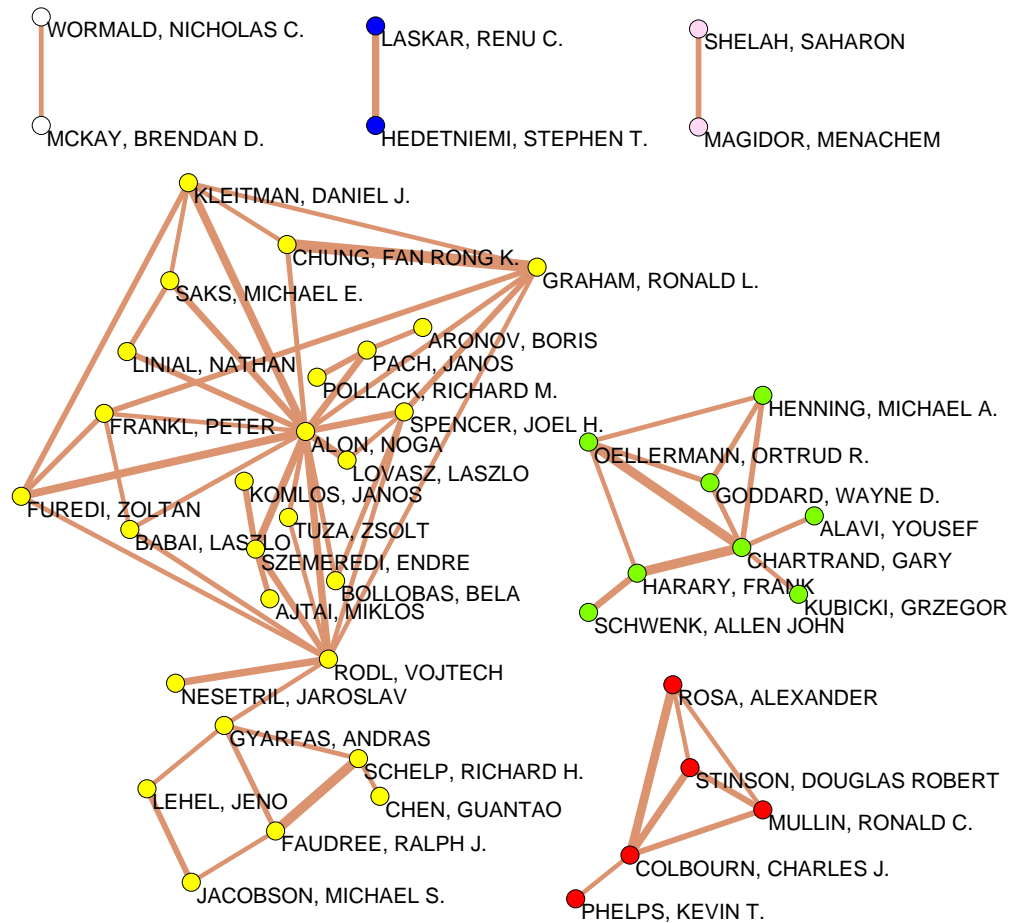 WORMALD, NICHOLAS C.
LASKAR, RENU C.
SHELAH, SAHARON
MCKAY, BRENDAN D.
HEDETNIEMI, STEPHEN T.
MAGIDOR, MENACHEM
KLEITMAN, DANIEL J.
CHUNG, FAN RONG K.
GRAHAM, RONALD L.
SAKS, MICHAEL E.
ARONOV, BORIS
LINIAL, NATHAN
PACH, JANOS
POLLACK, RICHARD M.
HENNING, MICHAEL A.
FRANKL, PETER
SPENCER, JOEL H.
ALON, NOGA
OELLERMANN, ORTRUD R.
LOVASZ, LASZLO
KOMLOS, JANOS
GODDARD, WAYNE D.
FUREDI, ZOLTAN
TUZA, ZSOLT
ALAVI, YOUSEF
BABAI, LASZLO
SZEMEREDI, ENDRE
CHARTRAND, GARY
BOLLOBAS, BELA
HARARY, FRANK
AJTAI, MIKLOS
KUBICKI, GRZEGOR
SCHWENK, ALLEN JOHN
RODL, VOJTECH
NESETRIL, JAROSLAV
ROSA, ALEXANDER
GYARFAS, ANDRAS
SCHELP, RICHARD H.
STINSON, DOUGLAS ROBERT
LEHEL, JENO
CHEN, GUANTAO
MULLIN, RONALD C.
FAUDREE, RALPH J.
COLBOURN, CHARLES J.
JACOBSON, MICHAEL S.
PHELPS, KEVIN T.